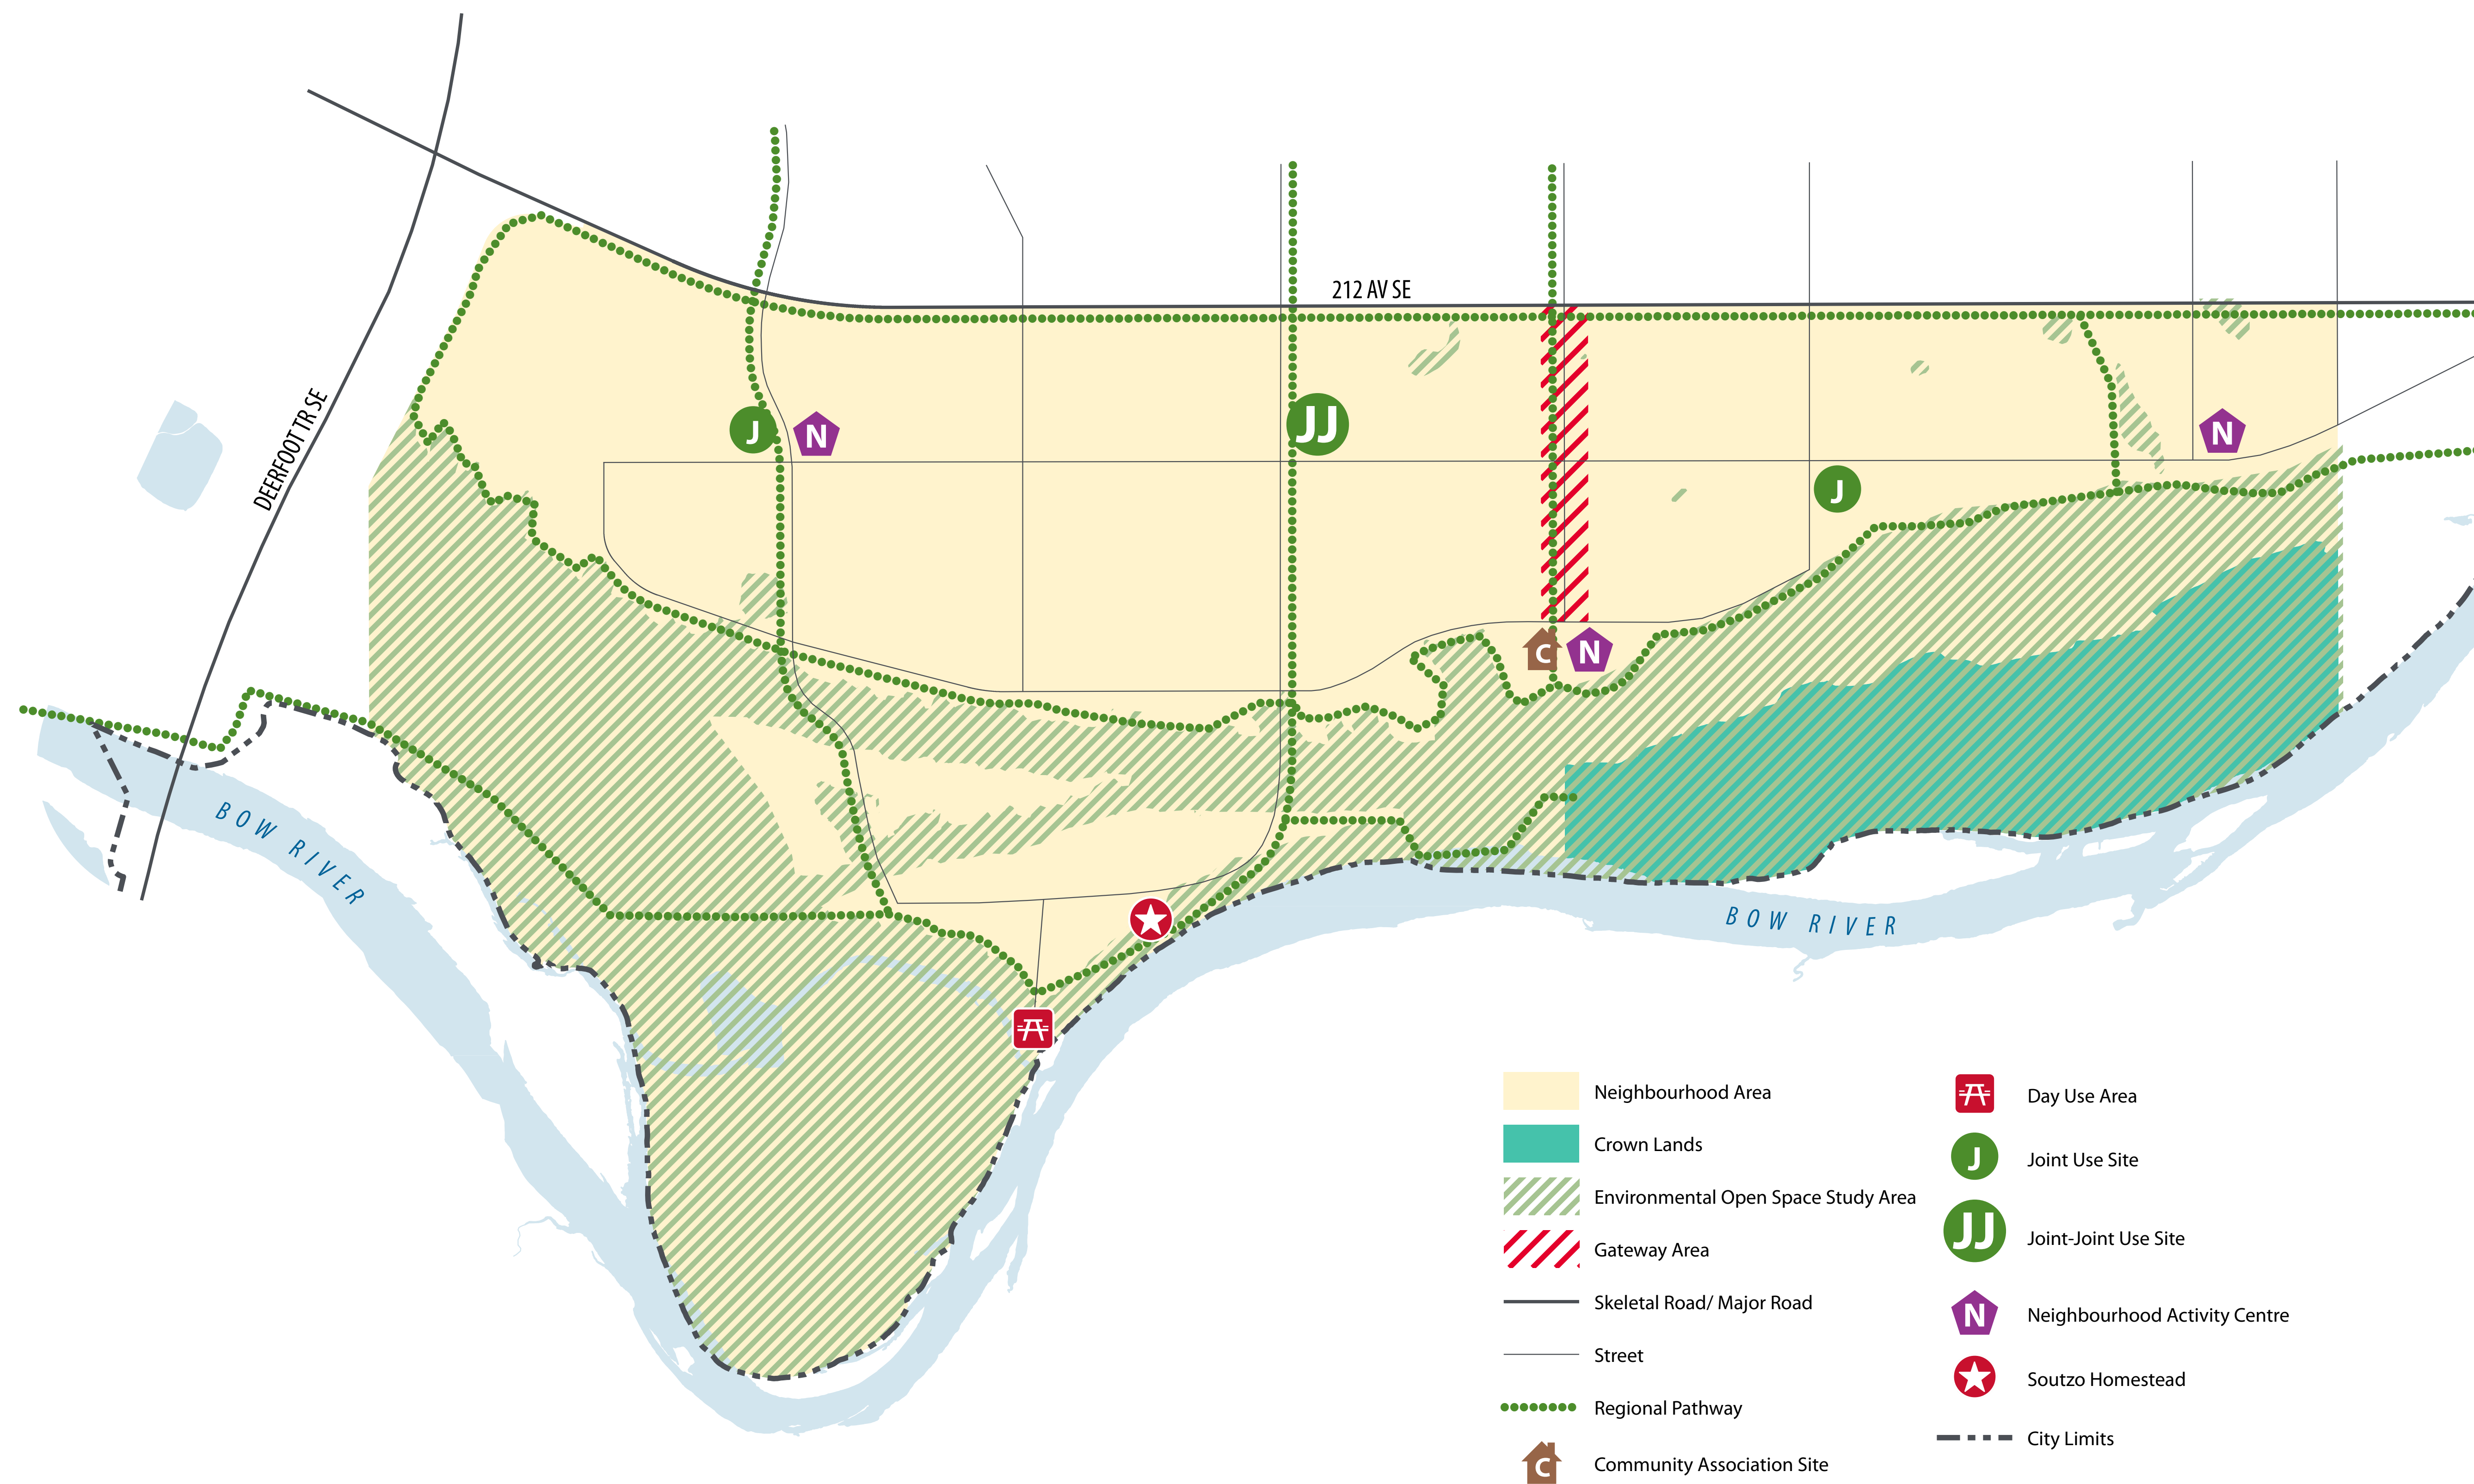 212 AV SE
DEERFOOT TR SE
J
N
JJ
N
J
C
N
BOW RIVER
BOW RIVER
Neighbourhood Area
Crown Lands
Environmental Open Space Study Area
Gateway Area
Skeletal Road/ Major Road
Street
Regional Pathway
C Community Association Site
Day Use Area
J Joint Use Site
JJ Joint-Joint Use Site
N Neighbourhood Activity Centre
Soutzo Homestead
City Limits